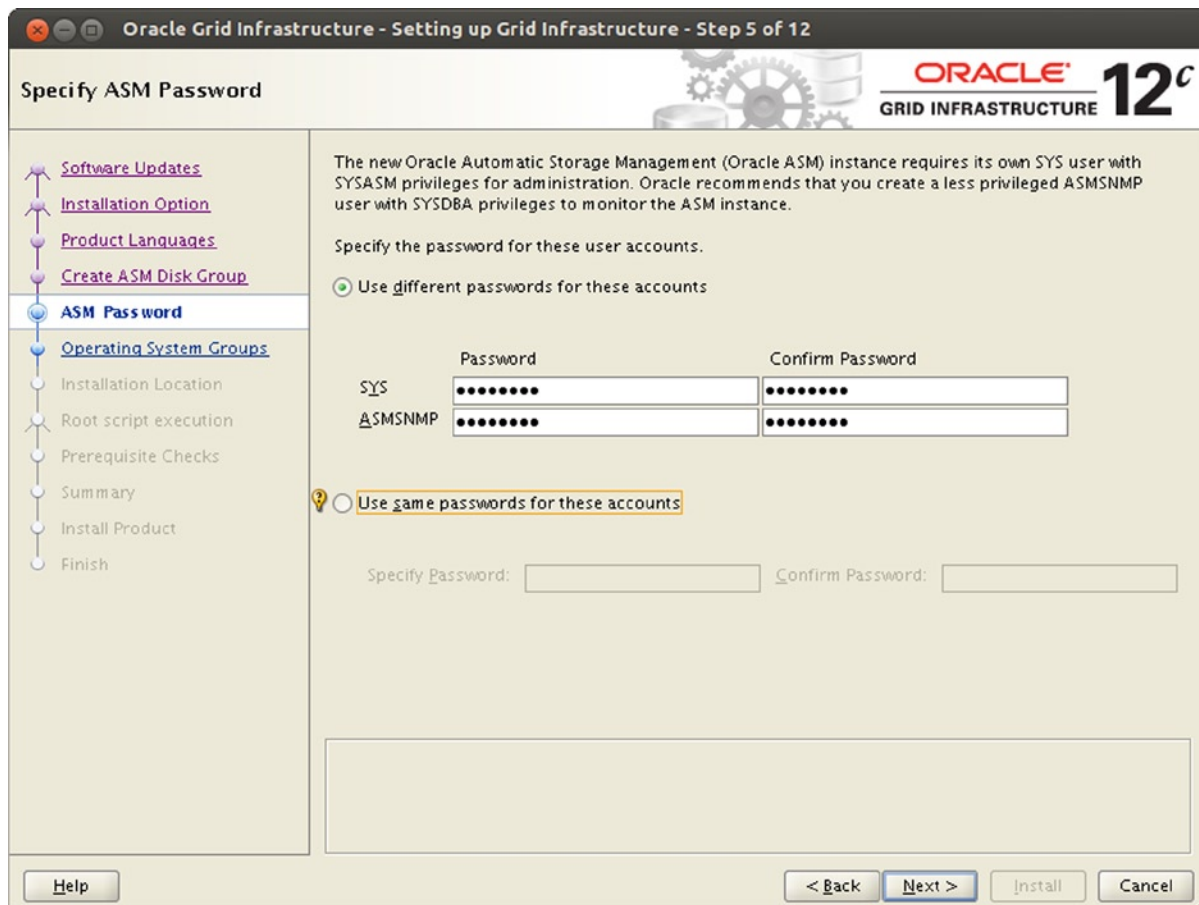 Oracle Grid Infrastructure - Setting up Grid Infrastructure - Step 5 of 12
Specify ASM Password
ORACLE
GRID INFRASTRUCTURE
12c
Software Updates
Installation Option
Product Languages
Create ASM Disk Group
ASM Password
Operating System Groups
Installation Location
Root script execution
Prerequisite Checks
Summary
Install Product
Finish
The new Oracle Automatic Storage Management (Oracle ASM) instance requires its own SYS user with
SYSASM privileges for administration. Oracle recommends that you create a less privileged ASMSNMP
user with SYSDBA privileges to monitor the ASM instance.
Specify the password for these user accounts.
Use different passwords for these accounts
Password Confirm Password
SYS •••••••• ••••••••
ASMSNMP •••••••• ••••••••
Use same passwords for these accounts
Specify Password: Confirm Password:
Help < Back Next > Install Cancel